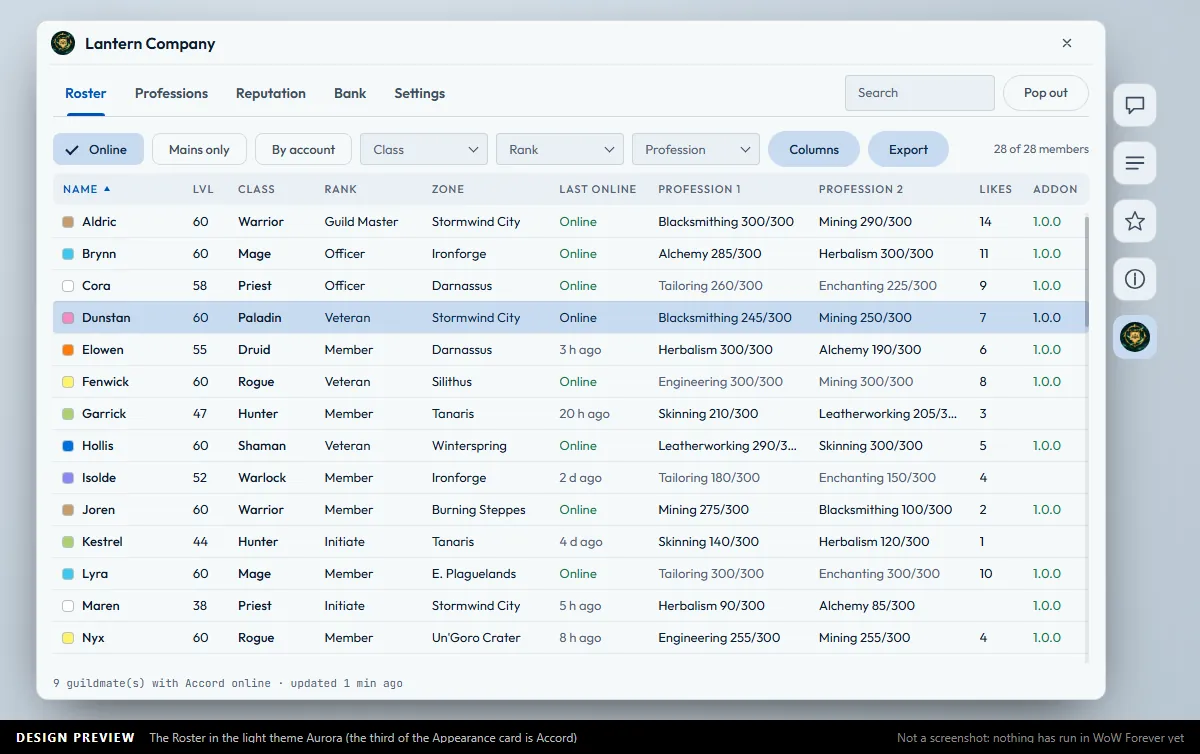 Lantern Company
Roster Professions Reputation Bank Settings Search Pop out
Online Mains only By account Class Rank Profession Columns Export 28 of 28 members
NAME LVL CLASS RANK ZONE LAST ONLINE PROFESSION 1 PROFESSION 2 LIKES ADDON
Aldric 60 Warrior Guild Master Stormwind City Online Blacksmithing 300/300 Mining 290/300 14 1.0.0
Brynn 60 Mage Officer Ironforge Online Alchemy 285/300 Herbalism 300/300 11 1.0.0
Cora 58 Priest Officer Darnassus Online Tailoring 260/300 Enchanting 225/300 9 1.0.0
Dunstan 60 Paladin Veteran Stormwind City Online Blacksmithing 245/300 Mining 250/300 7 1.0.0
Elowen 55 Druid Member Darnassus 3 h ago Herbalism 300/300 Alchemy 190/300 6 1.0.0
Fenwick 60 Rogue Veteran Silithus Online Engineering 300/300 Mining 300/300 8 1.0.0
Garrick 47 Hunter Member Tanaris 20 h ago Skinning 210/300 Leatherworking 205/3... 3
Hollis 60 Shaman Veteran Winterspring Online Leatherworking 290/3... Skinning 300/300 5 1.0.0
Isolde 52 Warlock Member Ironforge 2 d ago Tailoring 180/300 Enchanting 150/300 4
Joren 60 Warrior Member Burning Steppes Online Mining 275/300 Blacksmithing 100/300 2 1.0.0
Kestrel 44 Hunter Initiate Tanaris 4 d ago Skinning 140/300 Herbalism 120/300 1
Lyra 60 Mage Member E. Plaguelands Online Tailoring 300/300 Enchanting 300/300 10 1.0.0
Maren 38 Priest Initiate Stormwind City 5 h ago Herbalism 90/300 Alchemy 85/300 1.0.0
Nyx 60 Rogue Member Un'Goro Crater 8 h ago Engineering 255/300 Mining 255/300 4 1.0.0
9 guildmate(s) with Accord online · updated 1 min ago
DESIGN PREVIEW The Roster in the light theme Aurora (the third of the Appearance card is Accord) Not a screenshot: nothing has run in WoW Forever yet